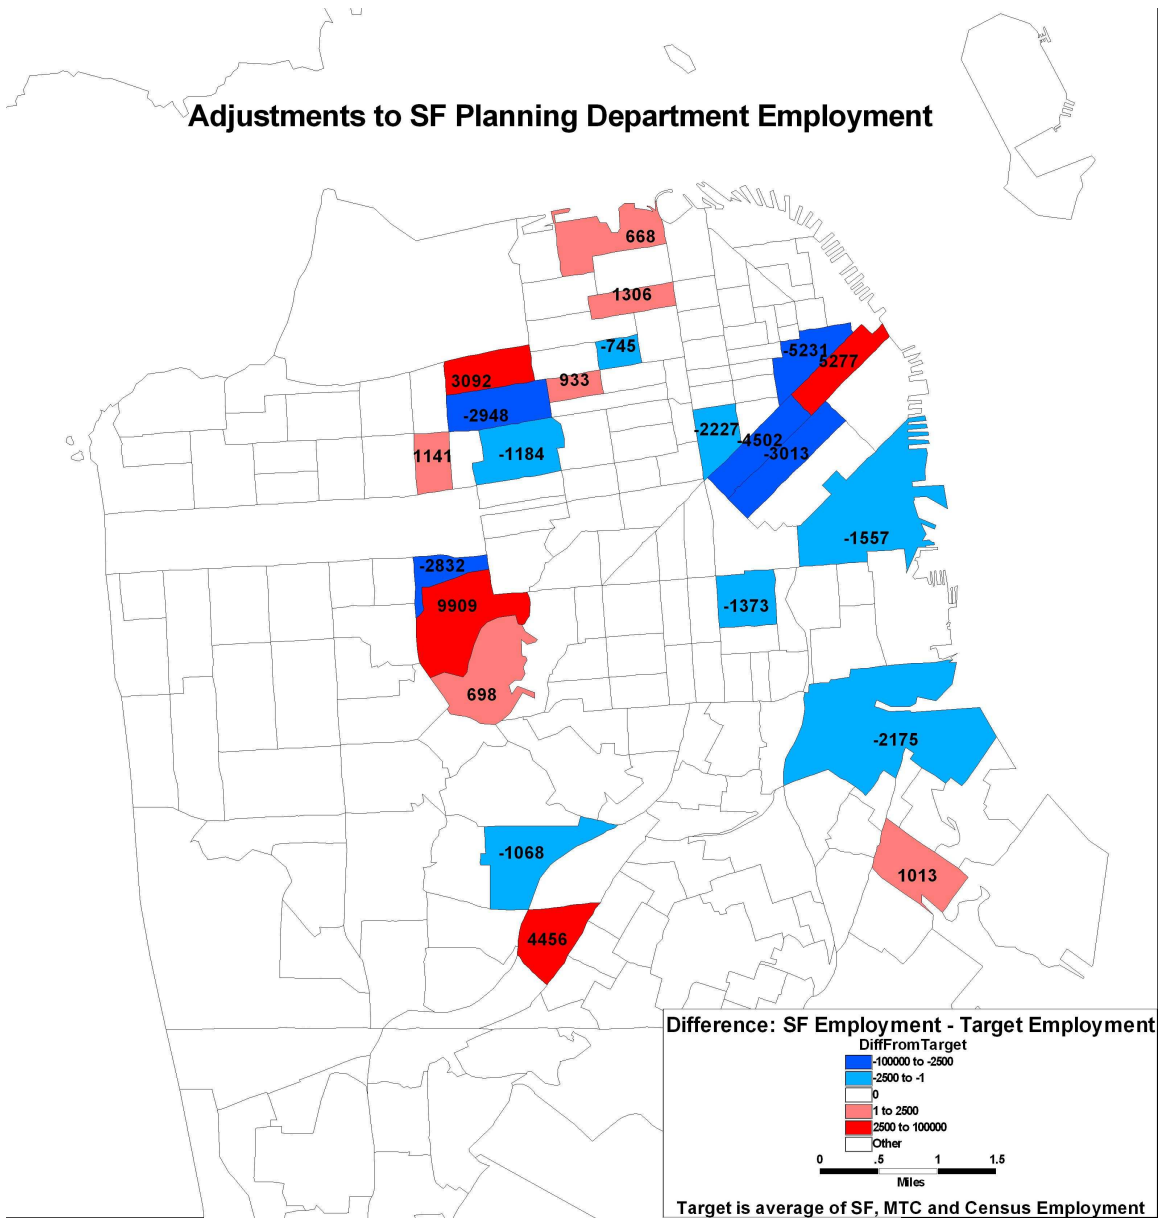 Adjustments to SF Planning Department Employment
668
1306
-745
-5231
5277
3092
933
-2948
-2227
-4502
1141
-1184
-3013
-1557
-2832
9909
-1373
698
-2175
-1068
1013
4456
Difference: SF Employment - Target Employment
DiffFromTarget
-100000 to -2500
-2500 to -1
0
1 to 2500
2500 to 100000
Other
0 .5 1 1.5
Miles
Target is average of SF, MTC and Census Employment